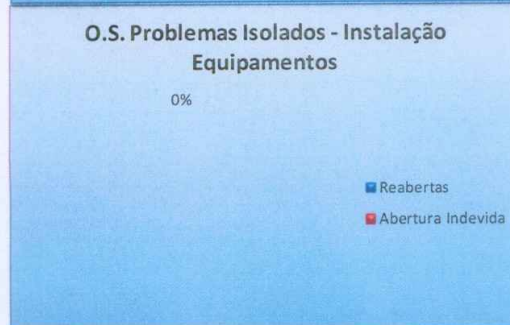 O.S. Problemas Isolados - Instalação
Equipamentos
0%
Reabertas
Abertura Indevida